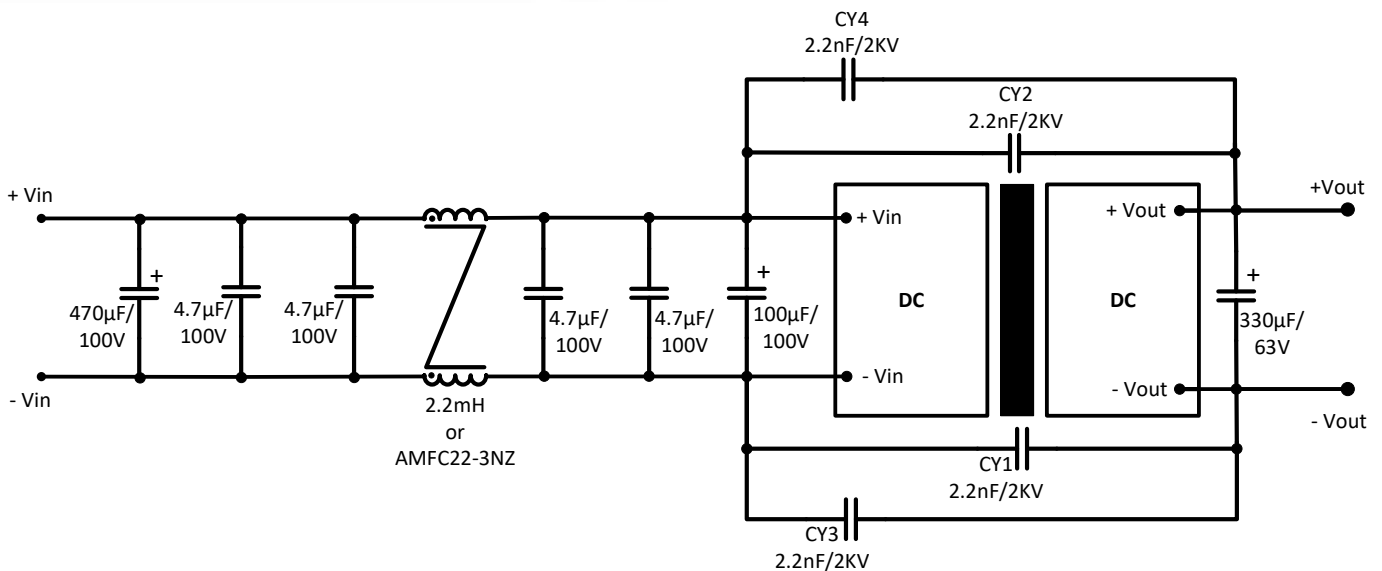 CY4
2.2nF/2KV
CY2
2.2nF/2KV
+ Vin
+Vout
+ Vin
+ Vout
+
+
+
470µF/
100V
4.7µF/
100V
4.7µF/
100V
4.7µF/
100V
4.7µF/
100V
100µF/
100V
DC
DC
330µF/
63V
- Vin
- Vin
- Vout
- Vout
2.2mH
or
AMFC22-3NZ
CY1
2.2nF/2KV
CY3
2.2nF/2KV